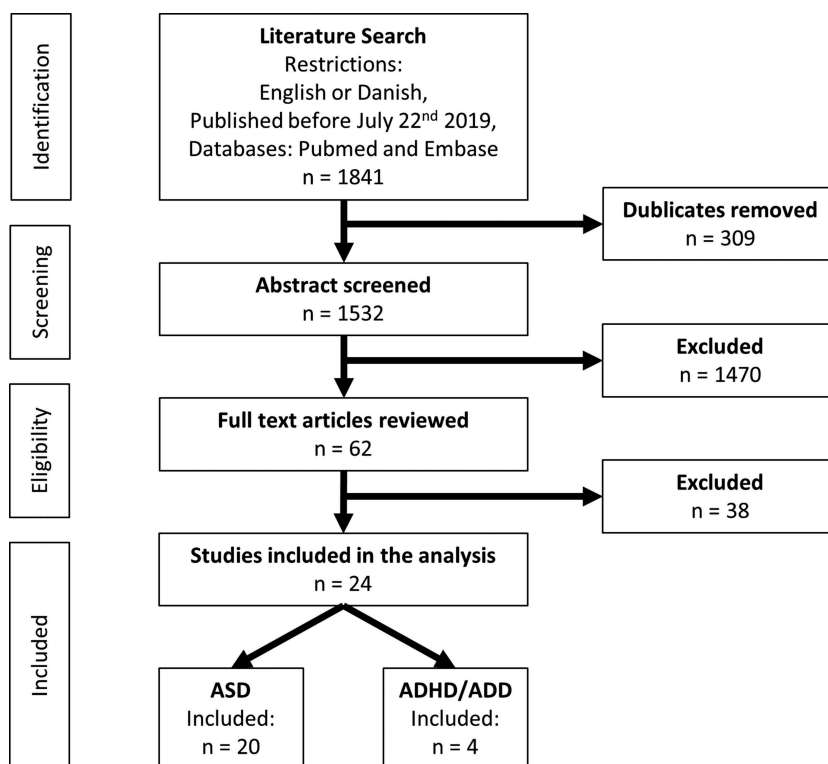 Identification
Literature Search
Restrictions:
English or Danish,
Published before July 22nd 2019,
Databases: Pubmed and Embase
n = 1841
Dublicates removed
n = 309
Screening
Abstract screened
n = 1532
Excluded
n = 1470
Eligibility
Full text articles reviewed
n = 62
Excluded
n = 38
Included
Studies included in the analysis
n = 24
ASD
Included:
n = 20
ADHD/ADD
Included:
n = 4